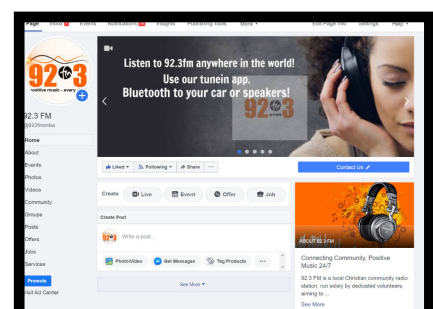 Page Inbox Events Notifications Insights Publishing Tools More Edit Page Info Settings Help
Listen to 92.3fm anywhere in the world!
Use our tunein app.
Bluetooth to your car or speakers!
92 3
92 3
positive music - every
92.3 FM
Home
About
Events
Photos
Videos
Community
Groups
Posts
Offers
Jobs
Services
Promote
Visit Ad Center
Liked Following Share
Contact Us
Create Live Event Offer Job
Create Post
Write a post...
Photo/Video Get Messages Tag Products
See More
ABOUT 92.3 FM
Connecting Community, Positive
Music 24/7
92.3 FM is a local Christian community radio
station, run solely by dedicated volunteers,
aiming to ...
See More